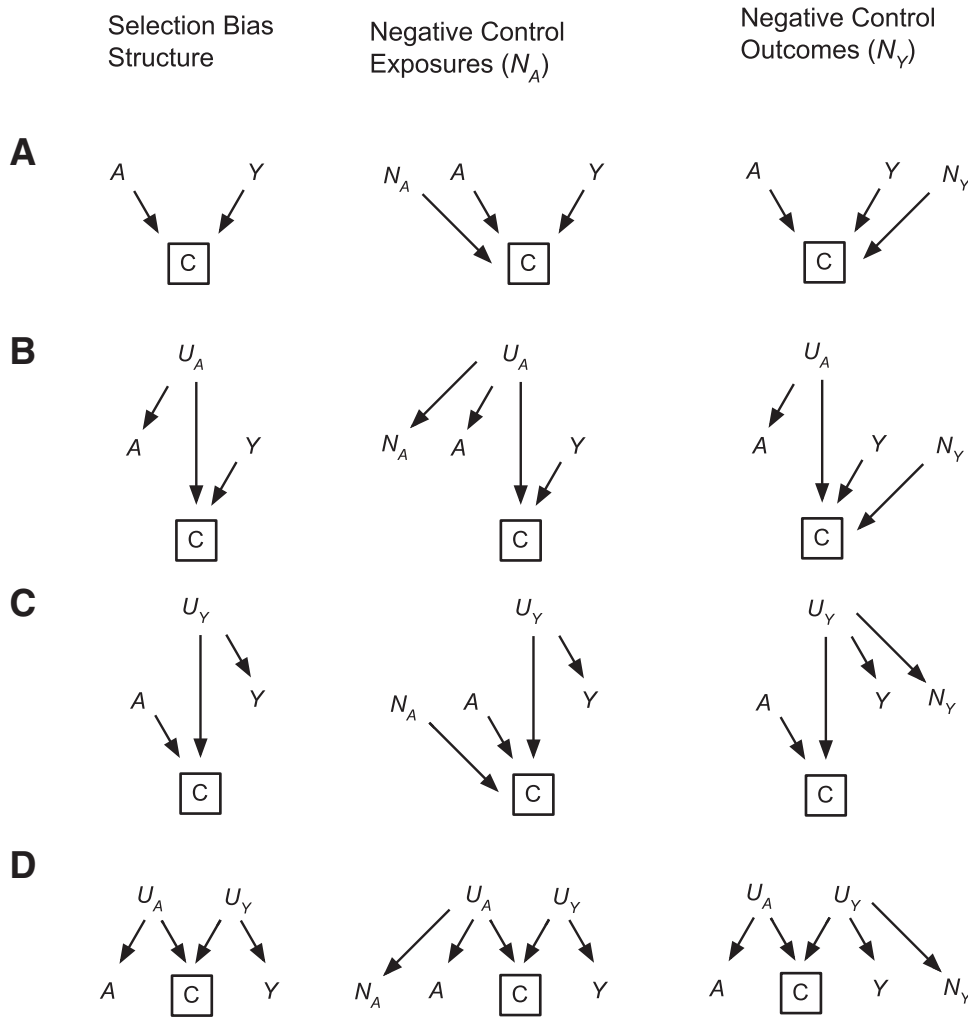 Selection Bias
Structure
Negative Control
Exposures (N_A)
Negative Control
Outcomes (N_Y)
A
A Y
C
N_A A Y
C
A Y N_Y
C
B
U_A
A Y
C
U_A
N_A A Y
C
U_A
A Y N_Y
C
C
U_Y
A Y
C
U_Y
N_A A Y
C
U_Y
A Y N_Y
C
D
U_A U_Y
A C Y
U_A U_Y
N_A A C Y
U_A U_Y
A C Y N_Y